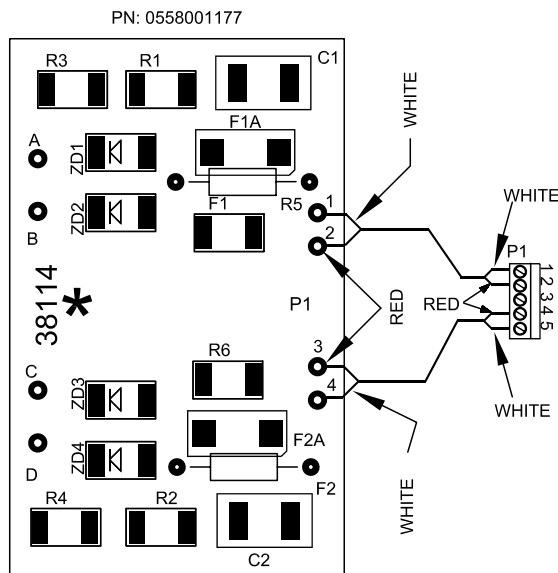 PN: 0558001177
R3
R1
C1
F1A
A
ZD1
WHITE
ZD2
B
F1
R5
1
2
WHITE
P1
1
2
3
4
5
38114
*
P1
RED
RED
3
4
R6
C
ZD3
WHITE
F2A
ZD4
D
WHITE
F2
R4
R2
C2